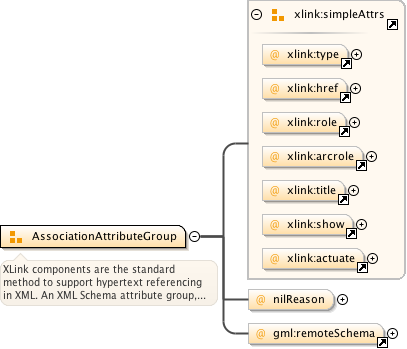 xlink:simpleAttrs
@ xlink:type
@ xlink:href
@ xlink:role
@ xlink:arcrole
@ xlink:title
@ xlink:show
@ xlink:actuate
AssociationAttributeGroup
XLink components are the standard
method to support hypertext referencing
in XML. An XML Schema attribute group,...
@ nilReason
@ gml:remoteSchema